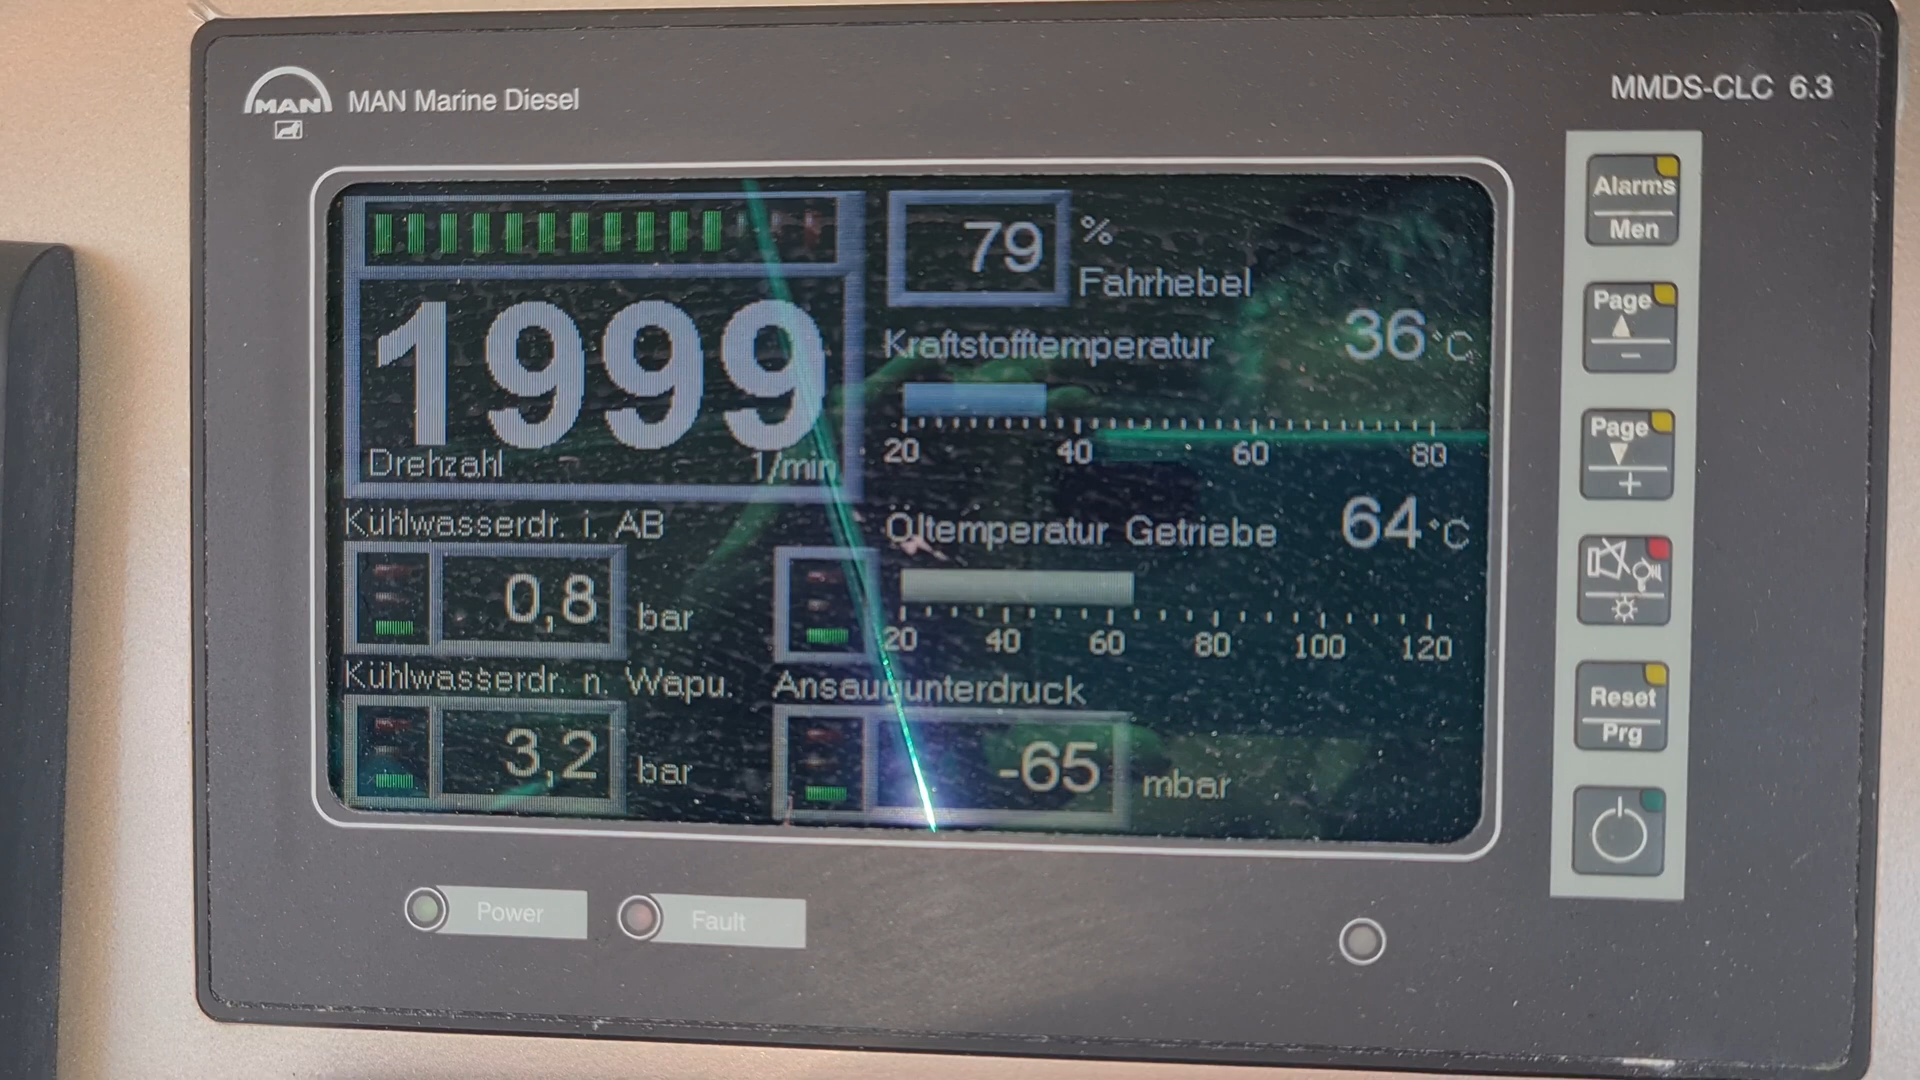 MAN
MAN Marine Diesel
MMDS-CLC 6.3
1999
Drehzahl 1/min
79 %
Fahrhebel
Kraftstofftemperatur 36 °C
20 40 60 80
Öltemperatur Getriebe 64 °C
20 40 60 80 100 120
Kühlwasserdr. i. AB
0,8 bar
Kühlwasserdr. n. Wapu.
3,2 bar
Ansaugunterdruck
-65 mbar
Alarms
Men
Page
-
Page
+
Reset
Prg
Power
Fault